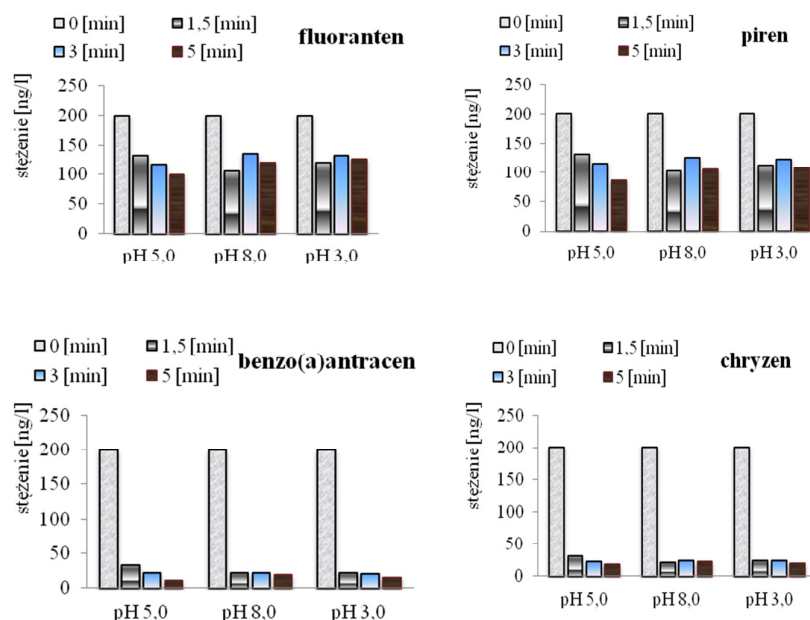 0 [min] 1,5 [min]
3 [min] 5 [min]
fluoranten
stężenie [ng/l]
250
200
150
100
50
0
pH 5,0 pH 8,0 pH 3,0
0 [min] 1,5 [min]
3 [min] 5 [min]
piren
stężenie [ng/l]
250
200
150
100
50
0
pH 5,0 pH 8,0 pH 3,0
0 [min] 1,5 [min]
3 [min] 5 [min]
benzo(a)antracen
stężenie [ng/l]
250
200
150
100
50
0
pH 5,0 pH 8,0 pH 3,0
0 [min] 1,5 [min]
3 [min] 5 [min]
chryzen
stężenie [ng/l]
250
200
150
100
50
0
pH 5,0 pH 8,0 pH 3,0